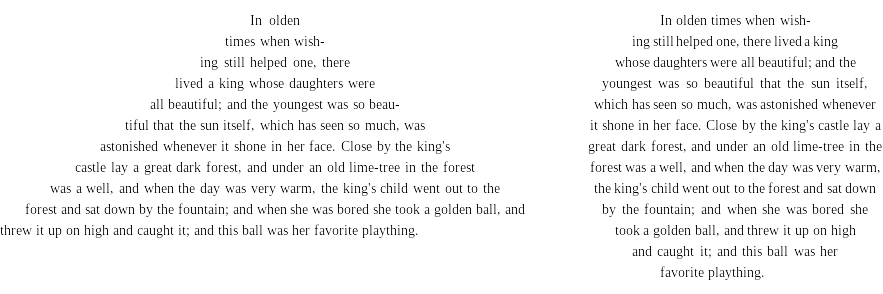 In olden
times when wish-
ing still helped one, there
lived a king whose daughters were
all beautiful; and the youngest was so beau-
tiful that the sun itself, which has seen so much, was
astonished whenever it shone in her face. Close by the king's
castle lay a great dark forest, and under an old lime-tree in the forest
was a well, and when the day was very warm, the king's child went out to the
forest and sat down by the fountain; and when she was bored she took a golden ball, and
threw it up on high and caught it; and this ball was her favorite plaything.
In olden times when wish-
ing still helped one, there lived a king
whose daughters were all beautiful; and the
youngest was so beautiful that the sun itself,
which has seen so much, was astonished whenever
it shone in her face. Close by the king's castle lay a
great dark forest, and under an old lime-tree in the
forest was a well, and when the day was very warm,
the king's child went out to the forest and sat down
by the fountain; and when she was bored she
took a golden ball, and threw it up on high
and caught it; and this ball was her
favorite plaything.